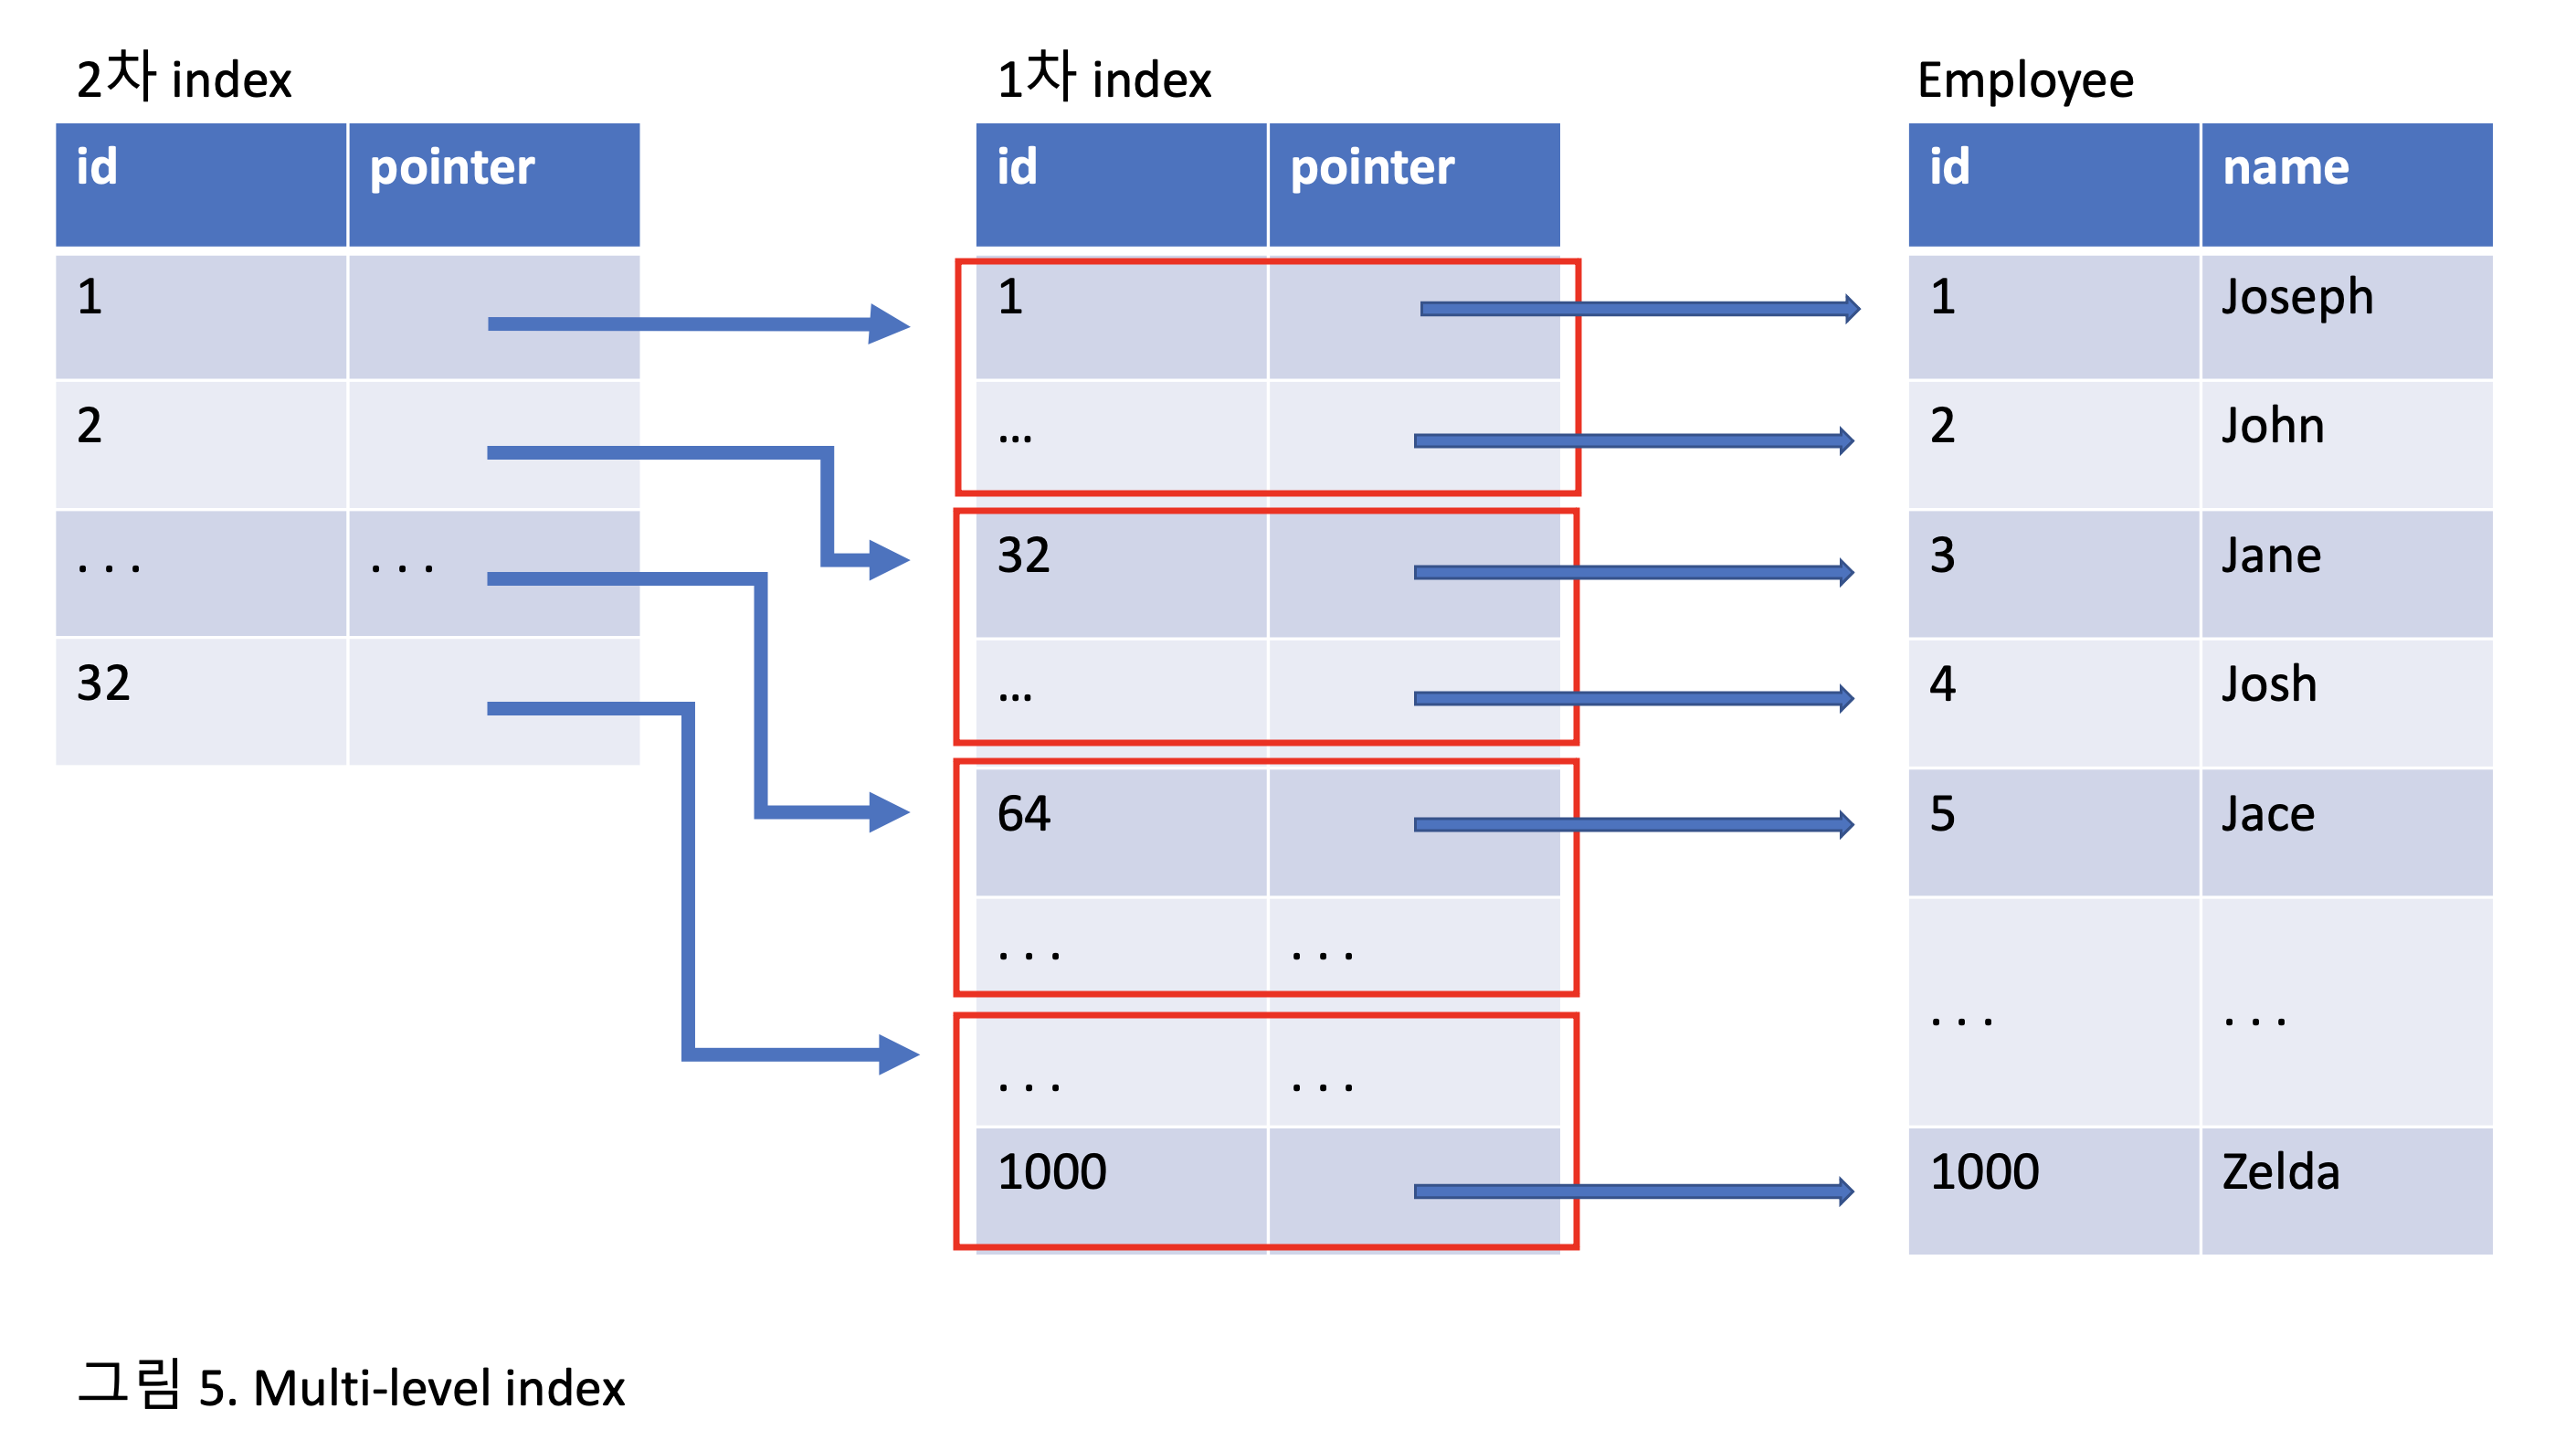 2차 index
id pointer
1
2
. . . . . .
32
1차 index
id pointer
1
...
32
...
64
. . . . . .
. . . . . .
1000
Employee
id name
1 Joseph
2 John
3 Jane
4 Josh
5 Jace
. . . . . .
1000 Zelda
그림 5. Multi-level index